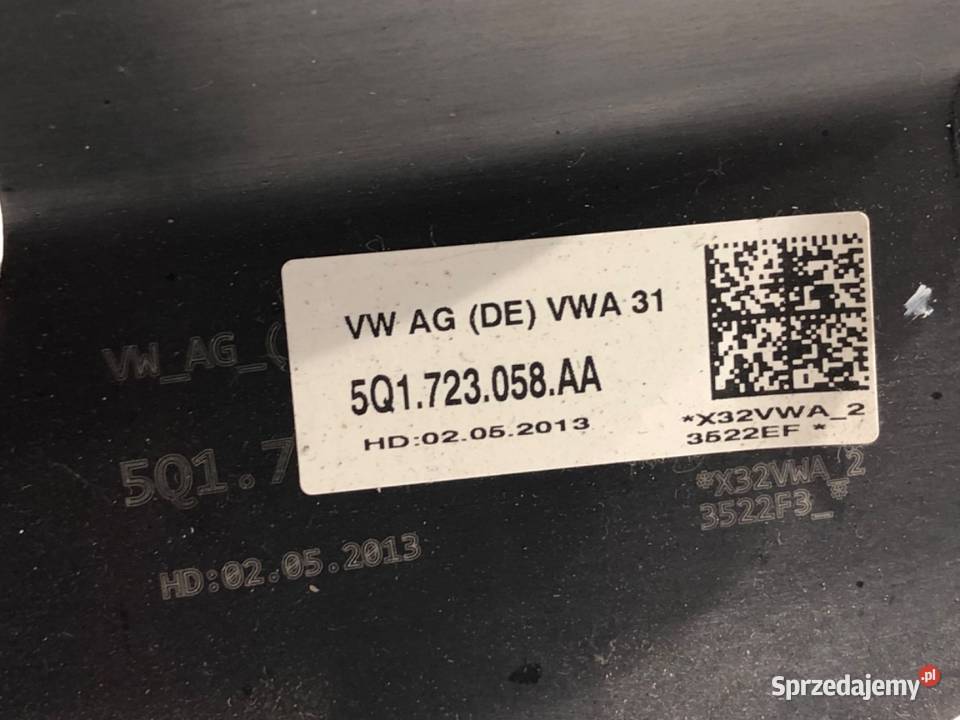 VW AG (DE) VWA 31
5Q1.723.058.AA
HD:02.05.2013
*X32VWA_2
3522EF *
VW_AG_(
5Q1.7
HD:02.05.2013
*X32VWA_2
3522F3_*
Sprzedajemy.pl